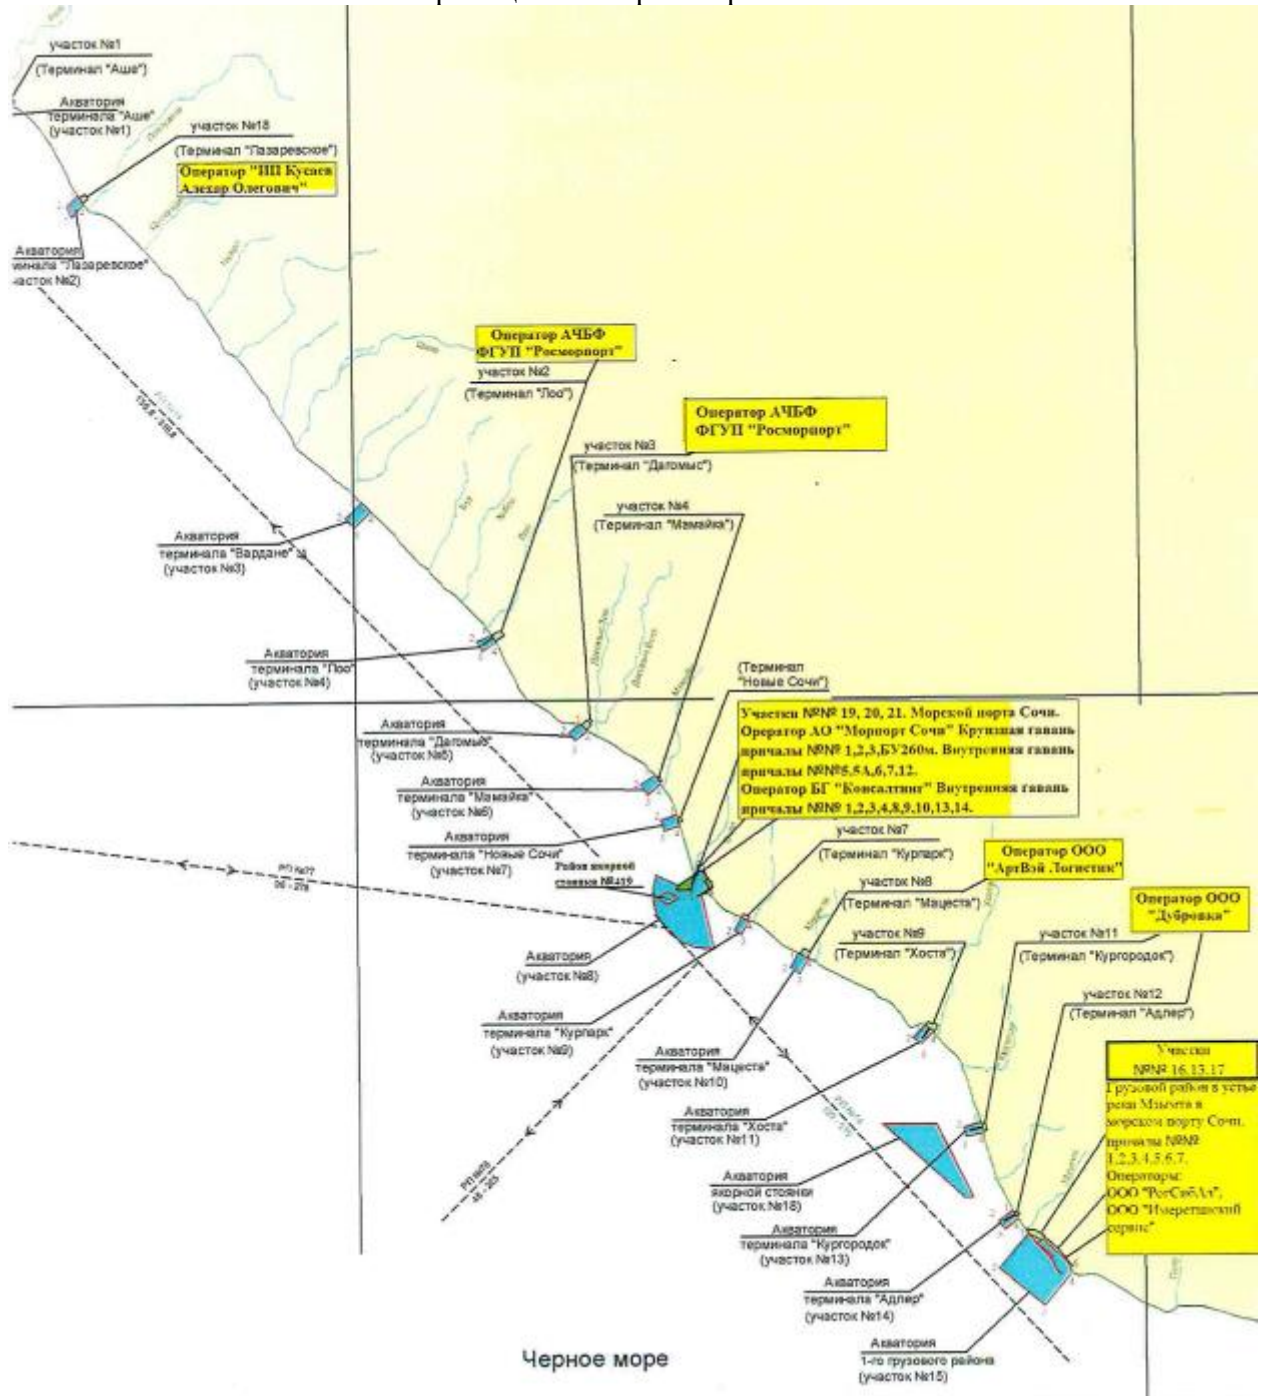 участок №1
(Терминал "Аше")
Акватория
терминала "Аше"
(участок №1)
участок №18
(Терминал "Лазаревское")
Оператор "ИП Кусаев
Алехар Олегович"
Акватория
"Лазаревское"
№2)
Оператор АЧБФ
ФГУП "Росморпорт"
участок №2
(Терминал "Лоо")
Оператор АЧБФ
ФГУП "Росморпорт"
участок №3
(Терминал "Дагомыс")
участок №4
(Терминал "Мамайка")
Акватория
терминала "Вардане"
(участок №3)
Акватория
терминала "Лоо"
(участок №4)
(Терминал
"Новые Сочи")
Участки №№ 19, 20, 21. Морской порта Сочи.
Оператор АО "Морпорт Сочи" Круизная гавань
причалы №№ 1,2,3,БУ260м. Внутренняя гавань
причалы №№5,5А,6,7,12.
Оператор БГ "Консалтинг" Внутренняя гавань
причалы №№ 1,2,3,4,8,9,10,13,14.
Акватория
терминала "Дагомыс"
(участок №5)
Акватория
терминала "Мамайка"
(участок №6)
Акватория
терминала "Новые Сочи"
(участок №7)
Район якорной
стоянки №419
участок №7
(Терминал "Курпарк")
Оператор ООО
"АртВэй Логистик"
участок №8
(Терминал "Мацеста")
Оператор ООО
"Дубровка"
участок №9
(Терминал "Хоста")
участок №11
(Терминал "Кургородок")
участок №12
(Терминал "Адлер")
РП №77
Акватория
(участок №8)
Акватория
терминала "Курпарк"
(участок №9)
Акватория
терминала "Мацеста"
(участок №10)
Акватория
терминала "Хоста"
(участок №11)
РП №78
Участки
№№ 16,13,17
Грузовой район в устье
реки Мзымта в
морском порту Сочи.
причалы №№
1,2,3,4,5,6,7.
Операторы:
ООО "РогСибАл",
ООО "Имеретинский
сервис"
Акватория
якорной стоянки
(участок №18)
Акватория
терминала "Кургородок"
(участок №13)
Акватория
терминала "Адлер"
(участок №14)
Акватория
1-го грузового района
(участок №15)
Черное море